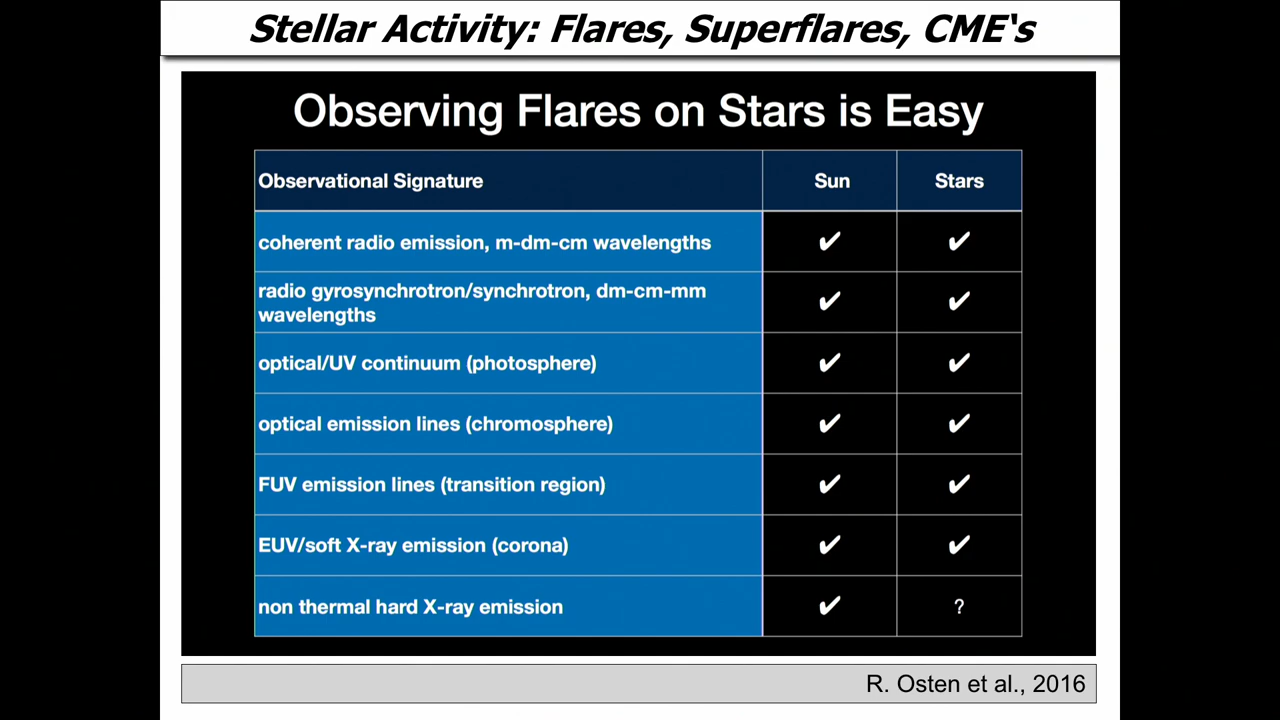 Stellar Activity: Flares, Superflares, CME's
Observing Flares on Stars is Easy
Observational Signature Sun Stars
coherent radio emission, m-dm-cm wavelengths ✔ ✔
radio gyrosynchrotron/synchrotron, dm-cm-mm
wavelengths ✔ ✔
optical/UV continuum (photosphere) ✔ ✔
optical emission lines (chromosphere) ✔ ✔
FUV emission lines (transition region) ✔ ✔
EUV/soft X-ray emission (corona) ✔ ✔
non thermal hard X-ray emission ✔ ?
R. Osten et al., 2016